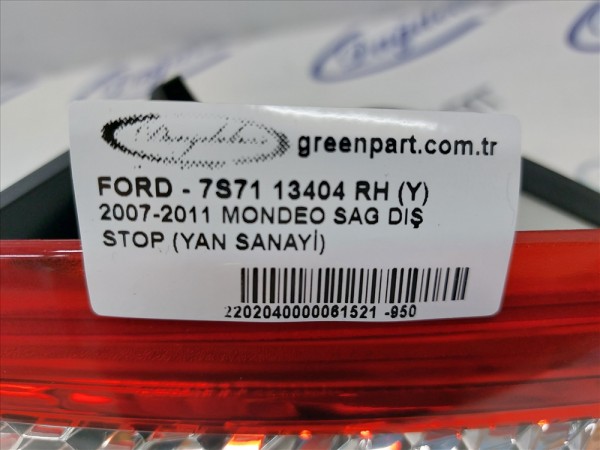 greenpart.com.tr
FORD - 7S71 13404 RH (Y)
2007-2011 MONDEO SAG DIŞ
STOP (YAN SANAYİ)
2202040000061521 -950